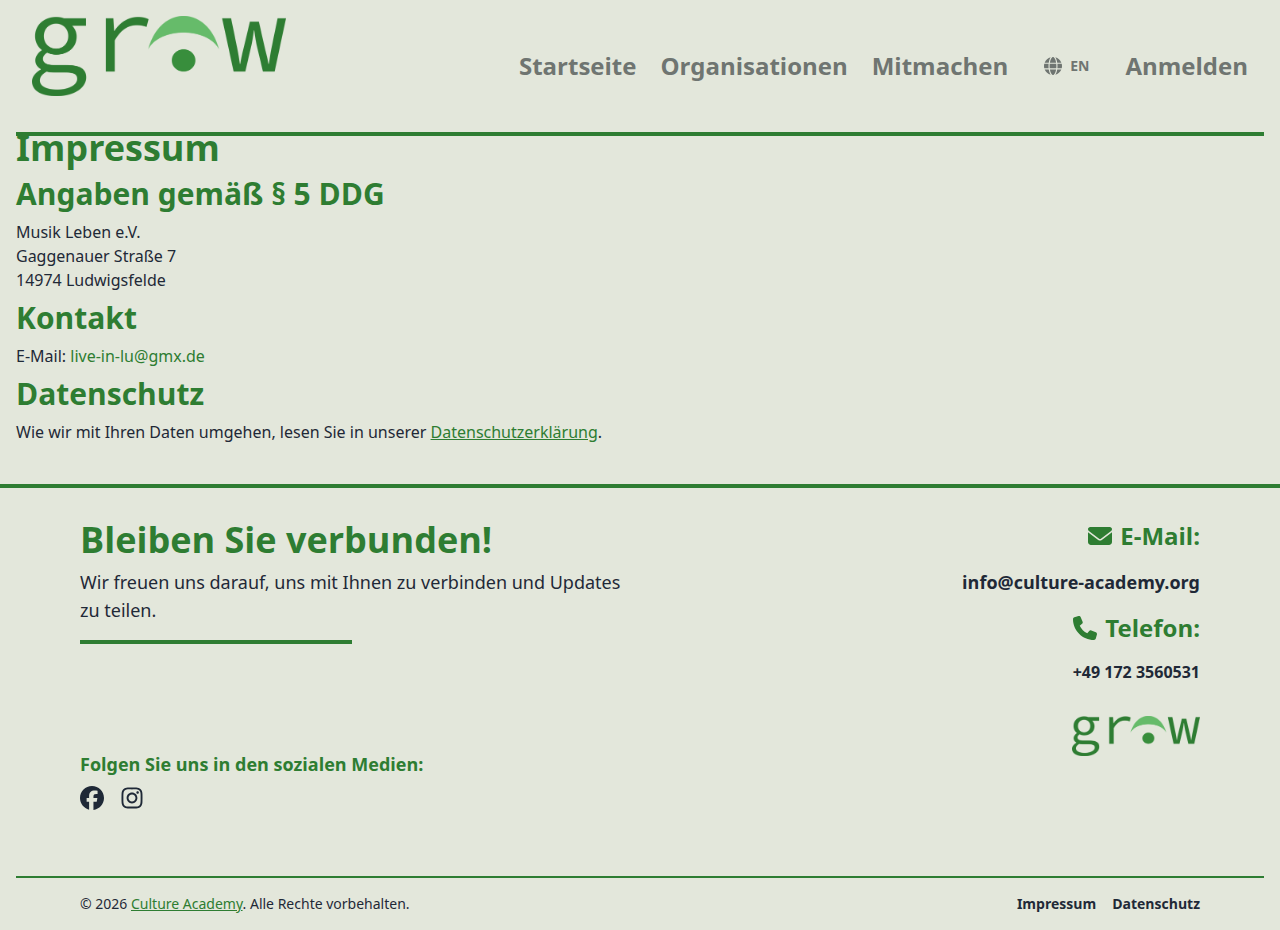 grow
Startseite Organisationen Mitmachen EN Anmelden
Impressum
Angaben gemäß § 5 DDG
Musik Leben e.V.
Gaggenauer Straße 7
14974 Ludwigsfelde
Kontakt
E-Mail: live-in-lu@gmx.de
Datenschutz
Wie wir mit Ihren Daten umgehen, lesen Sie in unserer Datenschutzerklärung.
Bleiben Sie verbunden!
Wir freuen uns darauf, uns mit Ihnen zu verbinden und Updates
zu teilen.
Folgen Sie uns in den sozialen Medien:
E-Mail:
info@culture-academy.org
Telefon:
+49 172 3560531
grow
© 2026 Culture Academy. Alle Rechte vorbehalten.
Impressum Datenschutz